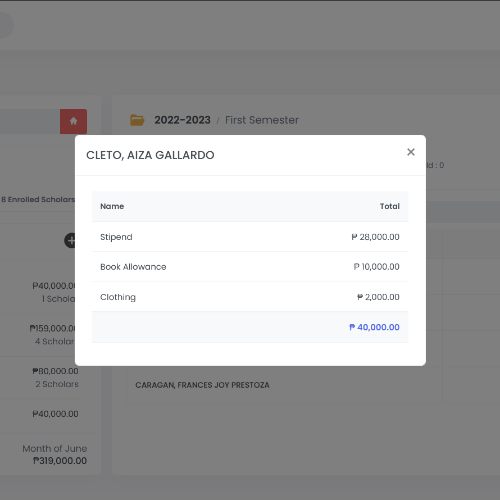 2022-2023 / First Semester
CLETO, AIZA GALLARDO ×
d : 0
8 Enrolled Scholars
Name Total
Stipend ₱ 28,000.00
Book Allowance ₱ 10,000.00
Clothing ₱ 2,000.00
₱ 40,000.00
₱40,000.00
1 Schola
₱159,000.00
4 Scholar
₱80,000.00
2 Scholars
CARAGAN, FRANCES JOY PRESTOZA
₱40,000.00
Month of June
₱319,000.00